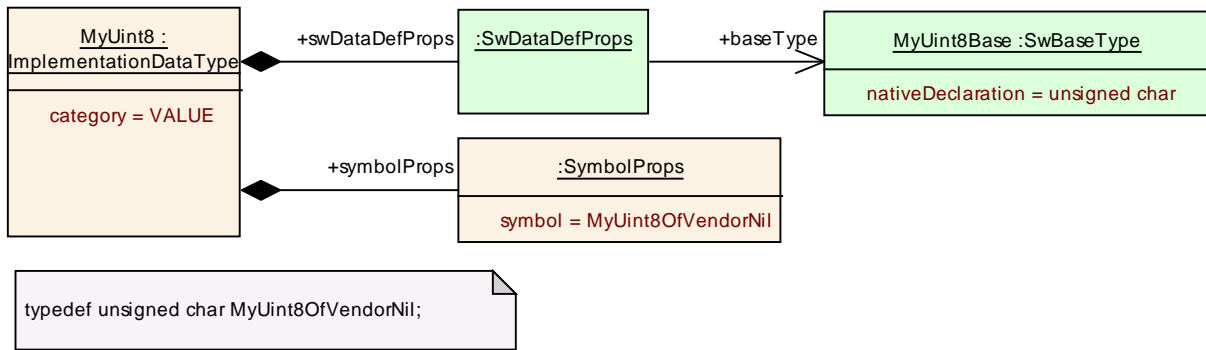 MyUint8 :
ImplementationDataType
category = VALUE
+swDataDefProps
:SwDataDefProps
+baseType
MyUint8Base :SwBaseType
nativeDeclaration = unsigned char
+symbolProps
:SymbolProps
symbol = MyUint8OfVendorNil
typedef unsigned char MyUint8OfVendorNil;